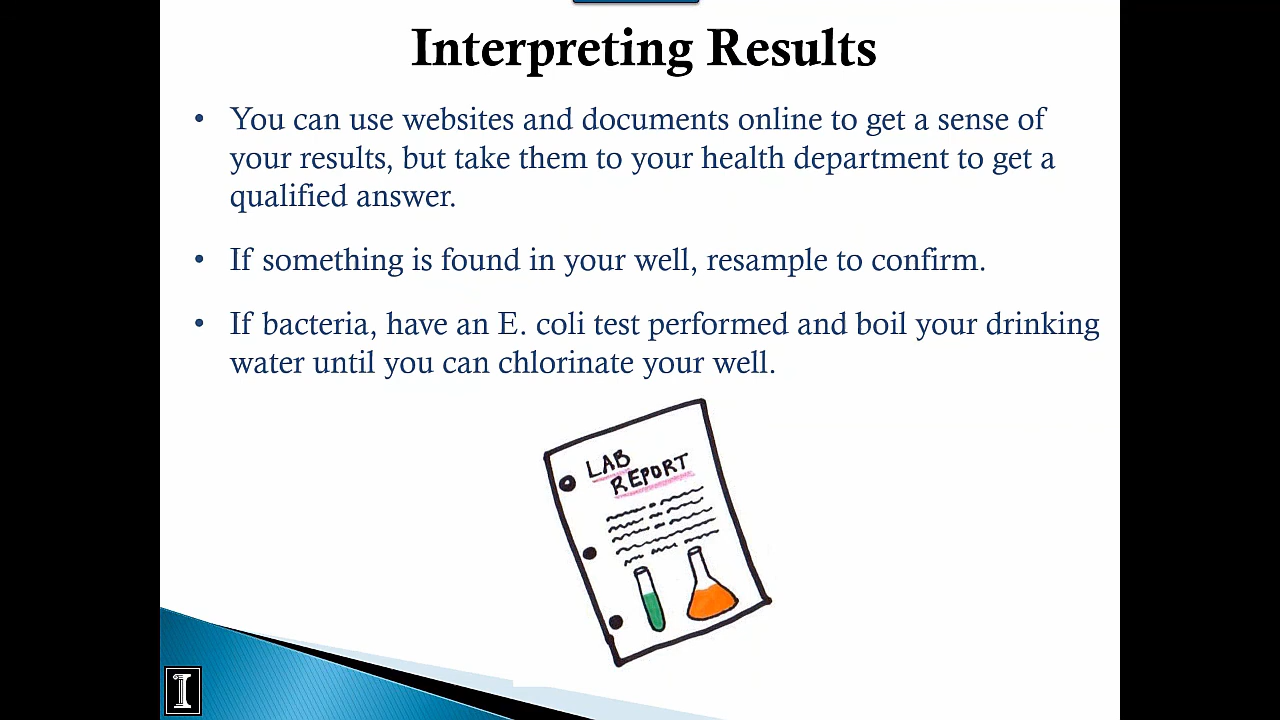 Interpreting Results
• You can use websites and documents online to get a sense of
your results, but take them to your health department to get a
qualified answer.
• If something is found in your well, resample to confirm.
• If bacteria, have an E. coli test performed and boil your drinking
water until you can chlorinate your well.
LAB
REPORT
I